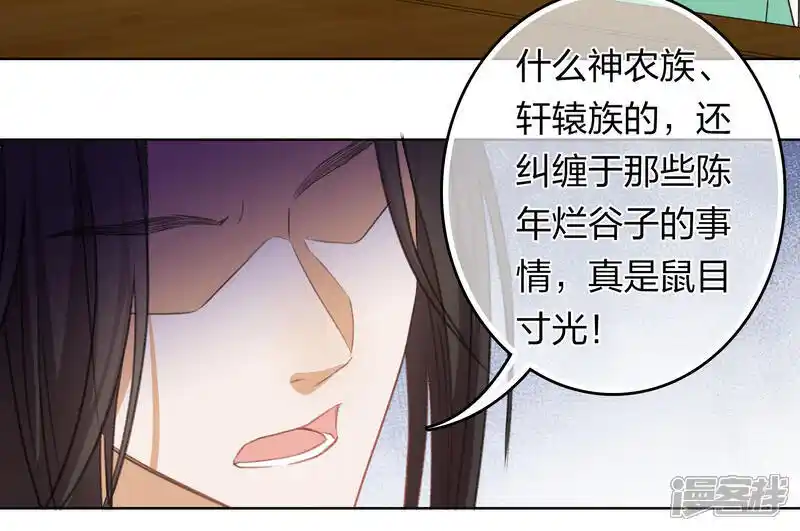 什么神农族、
轩辕族的，还
纠缠于那些陈
年烂谷子的事
情，真是鼠目
寸光！
漫客栈